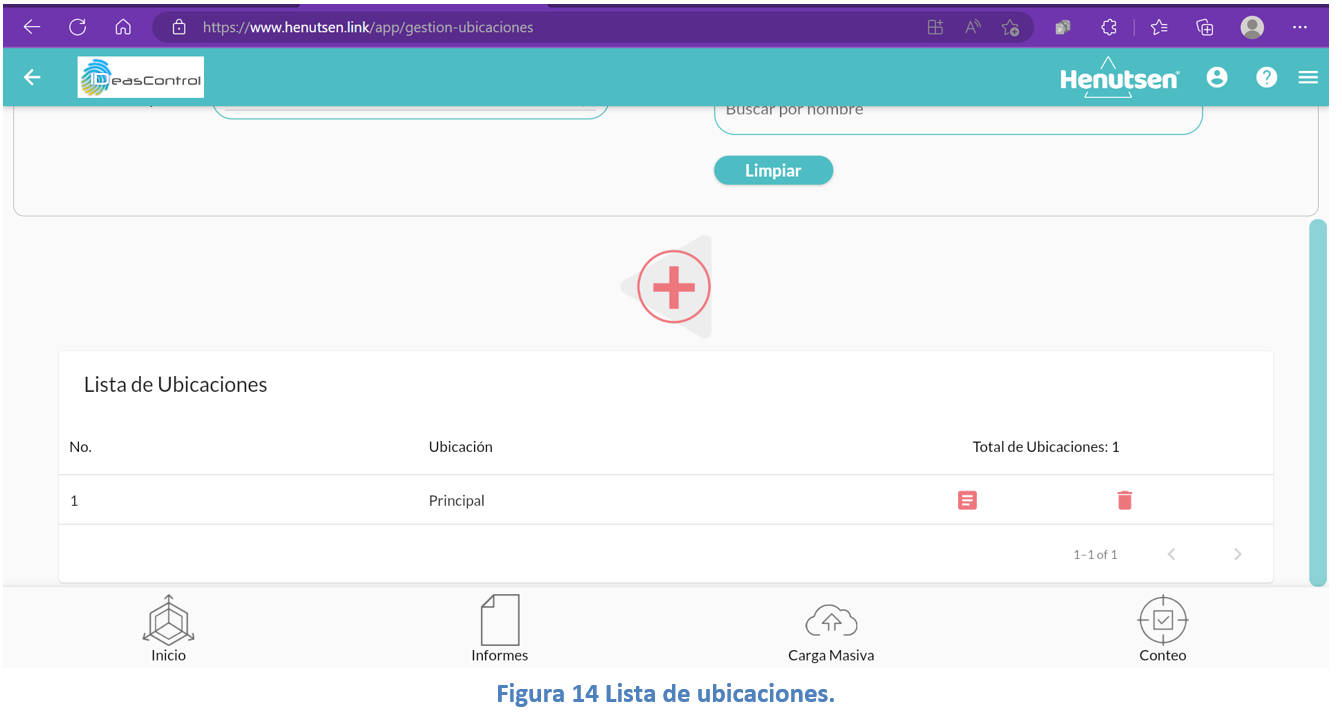 https://www.henutsen.link/app/gestion-ubicaciones
IDeasControl
Henutsen®
Buscar por nombre
Limpiar
Lista de Ubicaciones
No. Ubicación Total de Ubicaciones: 1
1 Principal
1–1 of 1
Inicio Informes Carga Masiva Conteo
Figura 14 Lista de ubicaciones.